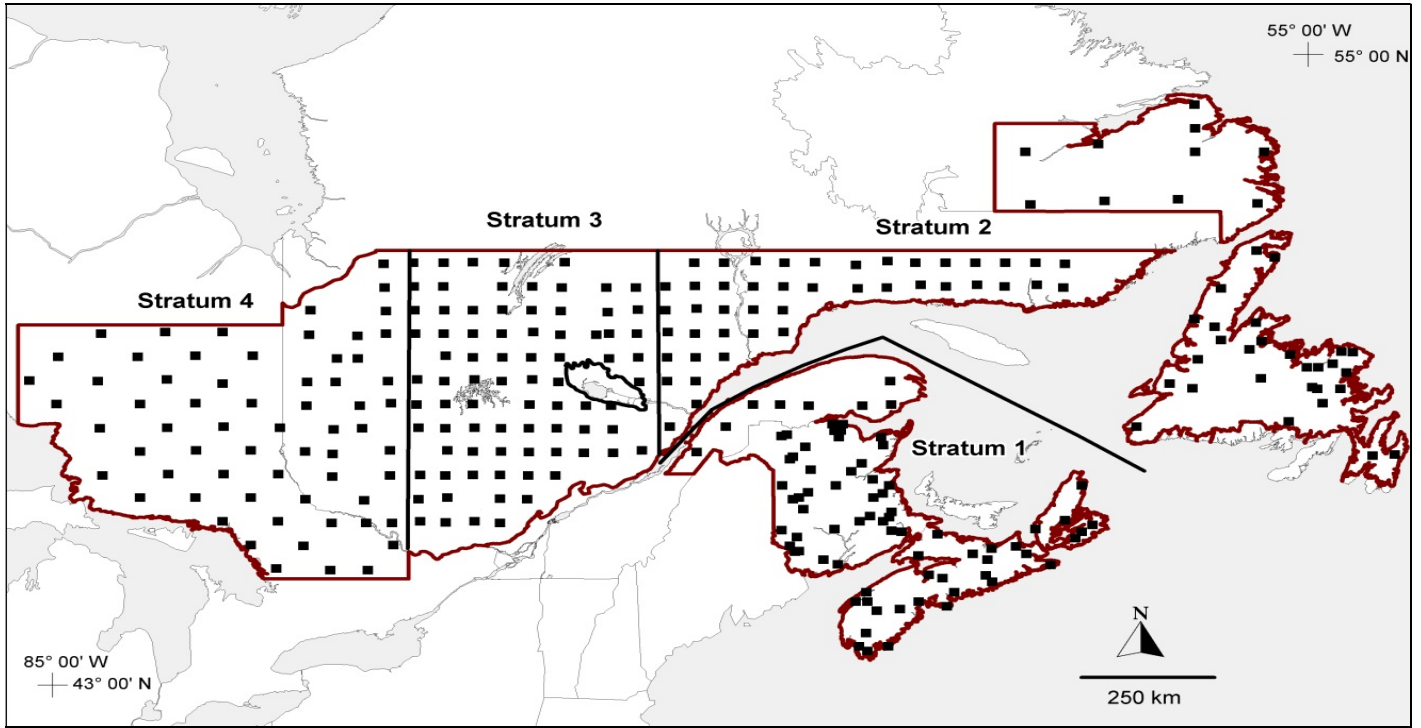 55° 00' W
55° 00 N
Stratum 3
Stratum 2
Stratum 4
Stratum 1
N
85° 00' W
43° 00' N
250 km